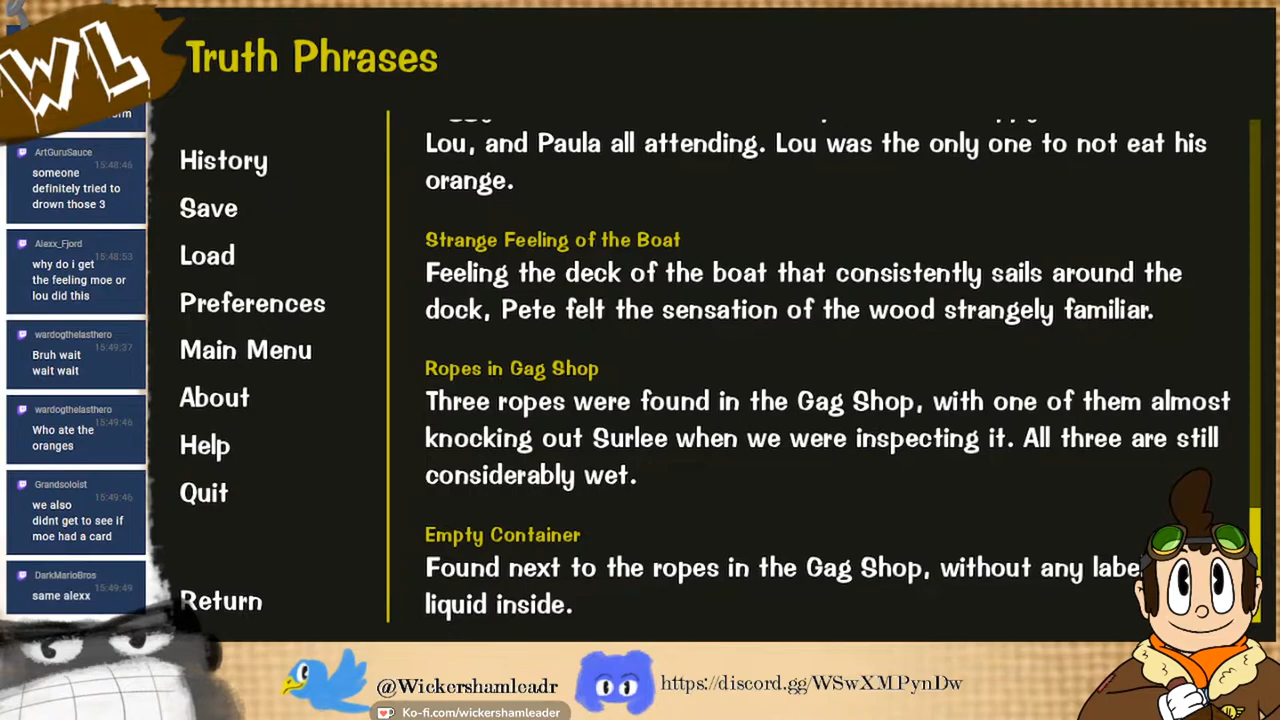 WL
Truth Phrases
ArtGuruSauce
15:48:46
someone
definitely tried to
drown those 3
Alexx_Fjord
15:48:53
why do i get
the feeling moe or
lou did this
wardogthelasthero
15:49:37
Bruh wait
wait wait
wardogthelasthero
15:49:46
Who ate the
oranges
Grandsoloist
15:49:46
we also
didnt get to see if
moe had a card
DarkMarioBros
15:49:49
same alexx
History
Save
Load
Preferences
Main Menu
About
Help
Quit
Return
Lou, and Paula all attending. Lou was the only one to not eat his
orange.
Strange Feeling of the Boat
Feeling the deck of the boat that consistently sails around the
dock, Pete felt the sensation of the wood strangely familiar.
Ropes in Gag Shop
Three ropes were found in the Gag Shop, with one of them almost
knocking out Surlee when we were inspecting it. All three are still
considerably wet.
Empty Container
Found next to the ropes in the Gag Shop, without any labe
liquid inside.
@Wickershamleadr
Ko-fi.com/wickershamleader
https://discord.gg/WSwXMPynDw